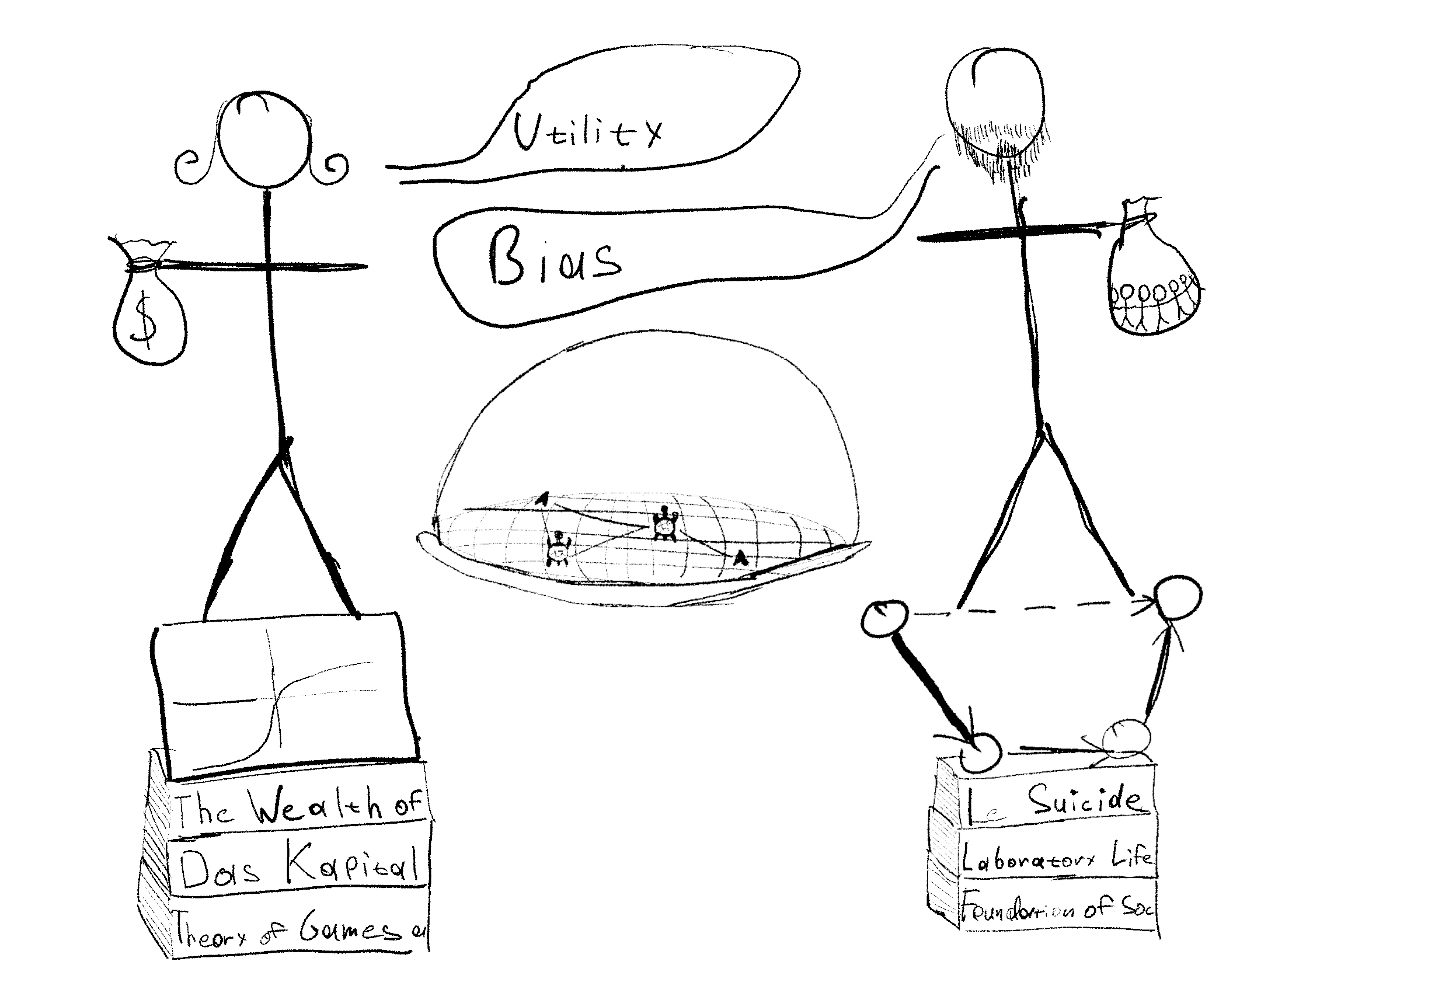 Utility
Bias
$
The Wealth of
Das Kapital
Theory of Games a
Le Suicide
Laboratory Life
Foundation of Soc